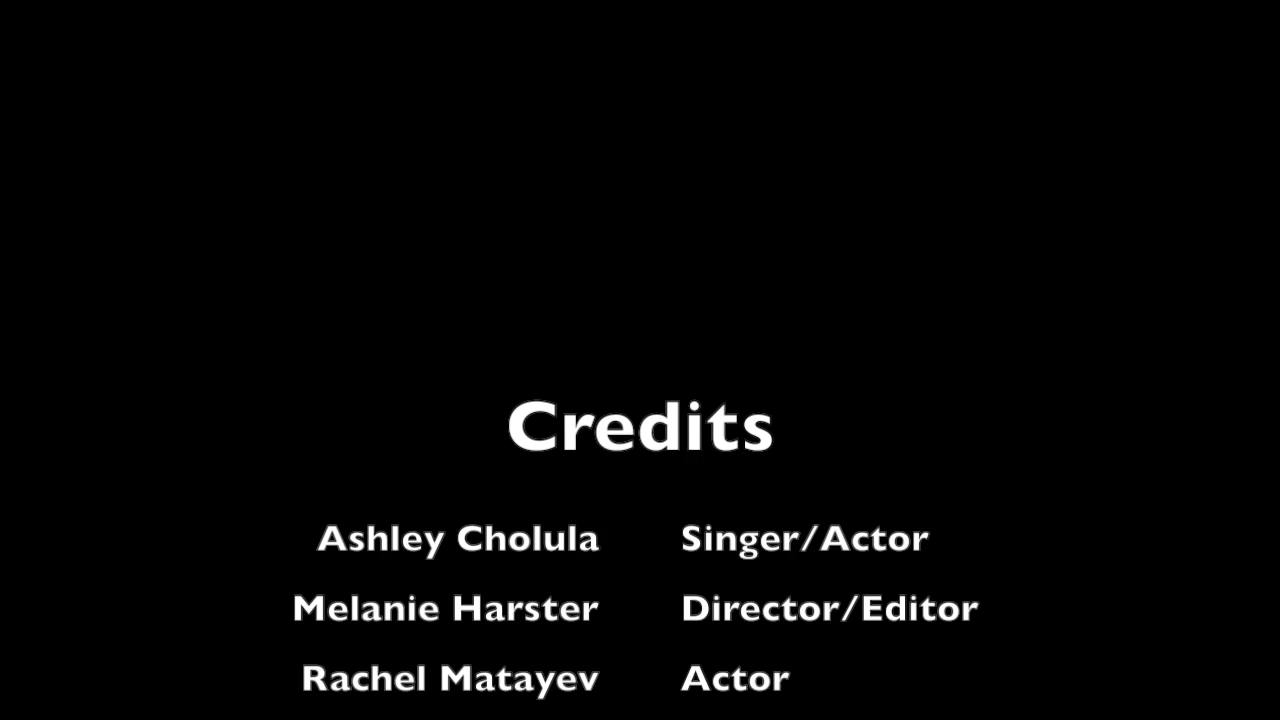 Credits
Ashley Cholula Singer/Actor
Melanie Harster Director/Editor
Rachel Matayev Actor